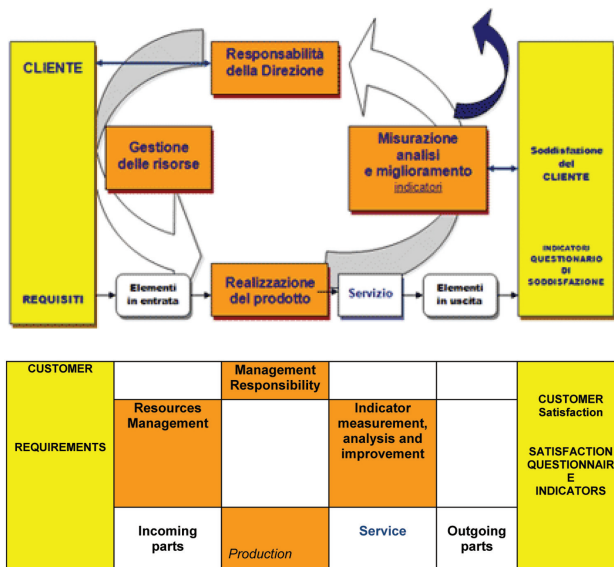 CLIENTE
REQUISITI
Responsabilità
della Direzione
Gestione
delle risorse
Misurazione
analisi
e miglioramento
indicatori
Soddisfazione
del
CLIENTE
INDICATORI
QUESTIONARIO
DI
SODDISFAZIONE
Elementi
in entrata
Realizzazione
del prodotto
Servizio
Elementi
in uscita
CUSTOMER
REQUIREMENTS
Management
Responsibility
Resources
Management
Indicator
measurement,
analysis and
improvement
CUSTOMER
Satisfaction
SATISFACTION
QUESTIONNAIR
E
INDICATORS
Incoming
parts
Production
Service
Outgoing
parts